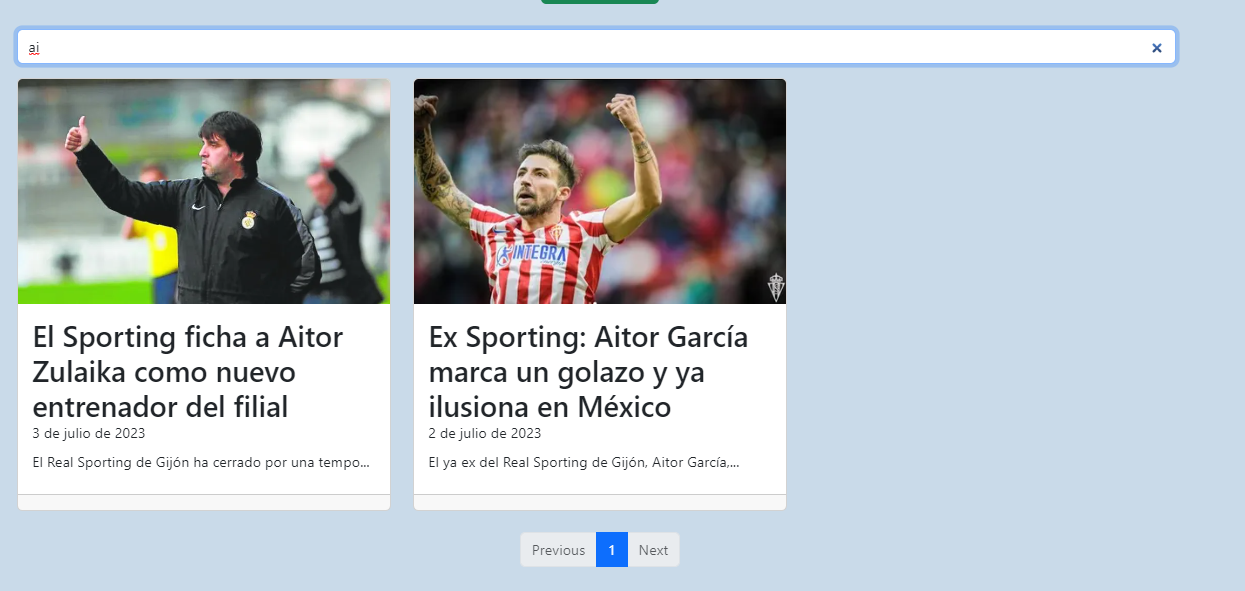 ai
INTEGRA
El Sporting ficha a Aitor
Zulaika como nuevo
entrenador del filial
3 de julio de 2023
El Real Sporting de Gijón ha cerrado por una tempo...
Ex Sporting: Aitor García
marca un golazo y ya
ilusiona en México
2 de julio de 2023
El ya ex del Real Sporting de Gijón, Aitor García,...
Previous 1 Next